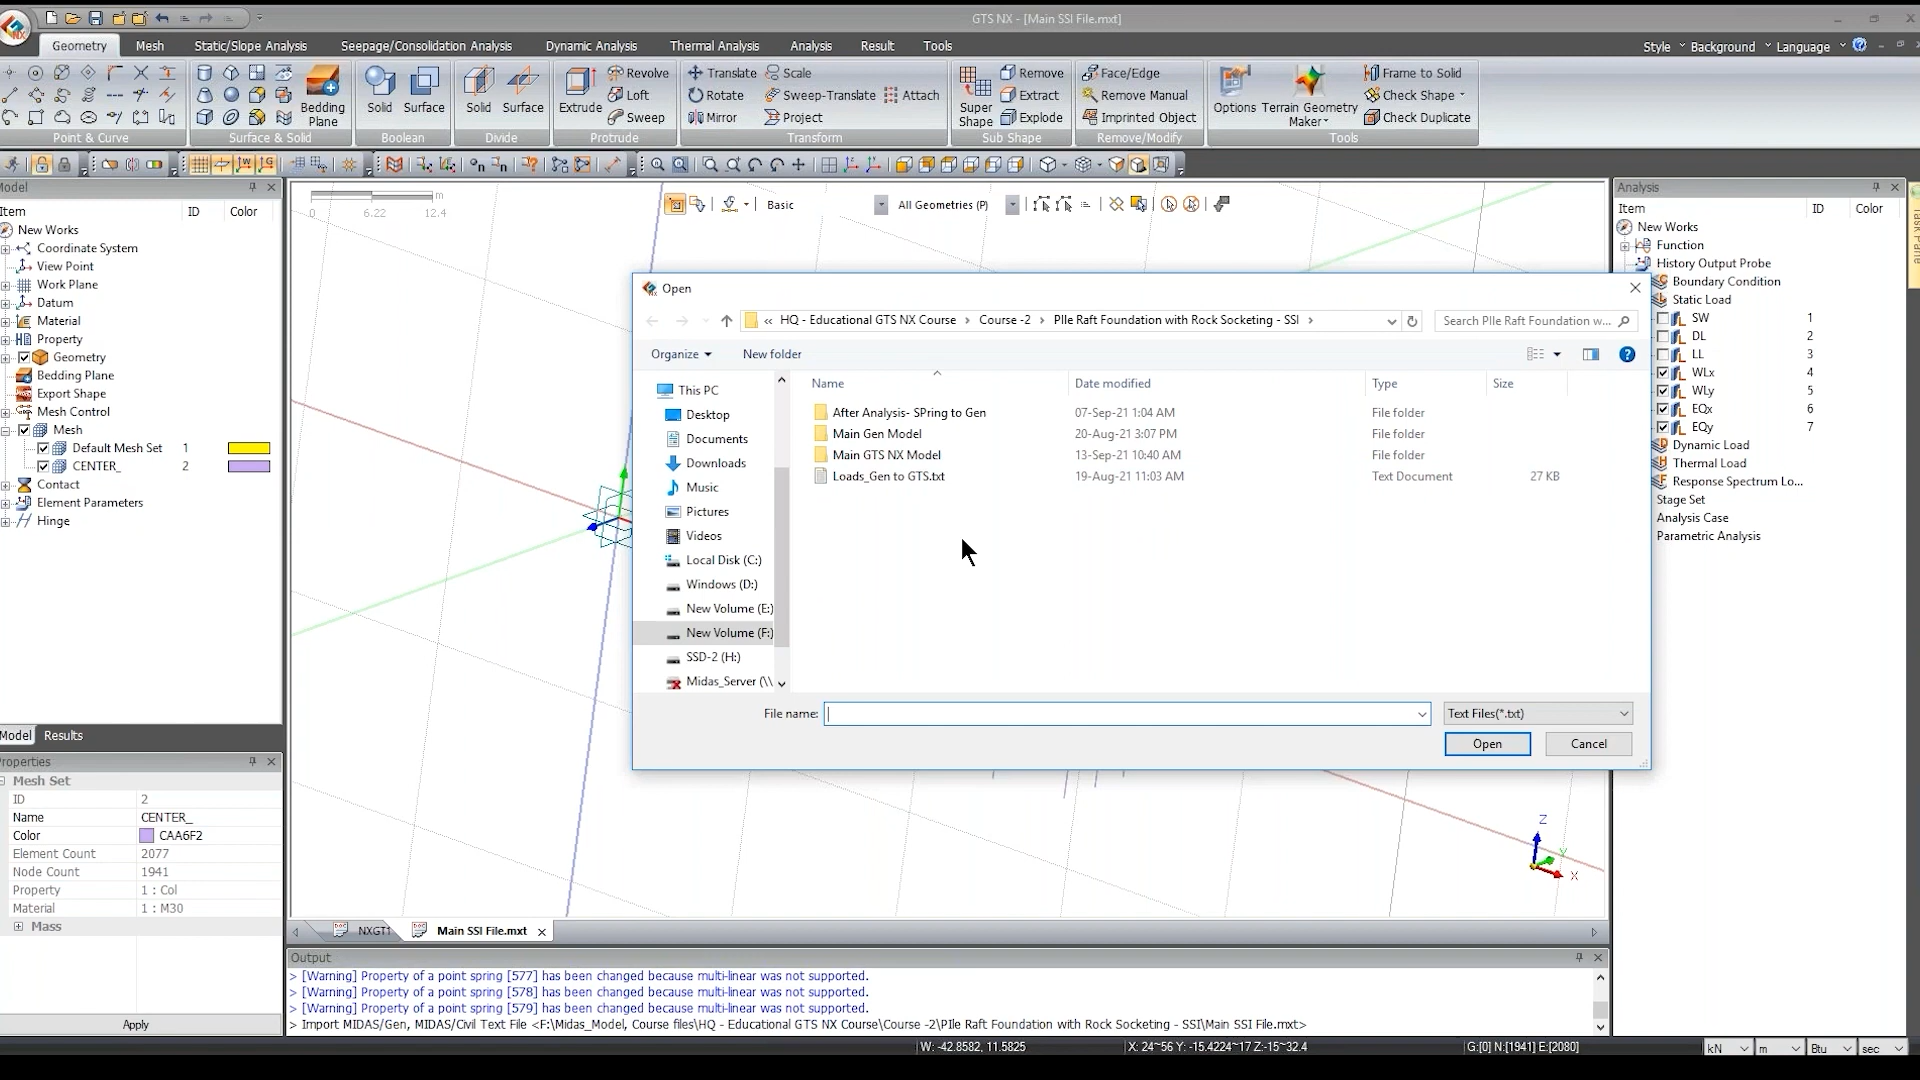 GTS NX - [Main SSI File.mxt]
Geometry Mesh Static/Slope Analysis Seepage/Consolidation Analysis Dynamic Analysis Thermal Analysis Analysis Result Tools
Style Background Language
Bedding Plane
Solid Surface
Solid Surface
Extrude
Revolve
Loft
Sweep
Translate Scale
Rotate Sweep-Translate Attach
Mirror Project
Super Shape
Remove
Extract
Explode
Face/Edge
Remove Manual
Imprinted Object
Options
Terrain Geometry Maker
Frame to Solid
Check Shape
Check Duplicate
Point & Curve Surface & Solid Boolean Divide Protrude Transform Sub Shape Remove/Modify Tools
Model
Item ID Color
New Works
Coordinate System
View Point
Work Plane
Datum
Material
Property
Geometry
Bedding Plane
Export Shape
Mesh Control
Mesh
Default Mesh Set 1
CENTER_ 2
Contact
Element Parameters
Hinge
Model Results
Properties
Mesh Set
ID 2
Name CENTER_
Color CAA6F2
Element Count 2077
Node Count 1941
Property 1 : Col
Material 1 : M30
Mass
Apply
m
0 6.22 12.4
Basic All Geometries (P)
Open
« HQ - Educational GTS NX Course › Course -2 › PIle Raft Foundation with Rock Socketing - SSI ›
Search PIle Raft Foundation w...
Organize New folder
This PC
Desktop
Documents
Downloads
Music
Pictures
Videos
Local Disk (C:)
Windows (D:)
New Volume (E:)
New Volume (F:)
SSD-2 (H:)
Midas_Server (\\
Name Date modified Type Size
After Analysis- SPring to Gen 07-Sep-21 1:04 AM File folder
Main Gen Model 20-Aug-21 3:07 PM File folder
Main GTS NX Model 13-Sep-21 10:40 AM File folder
Loads_Gen to GTS.txt 19-Aug-21 11:03 AM Text Document 27 KB
File name:
Text Files(*.txt)
Open Cancel
Analysis
Item ID Color
New Works
Function
History Output Probe
Boundary Condition
Static Load
SW 1
DL 2
LL 3
WLx 4
WLy 5
EQx 6
EQy 7
Dynamic Load
Thermal Load
Response Spectrum Lo...
Stage Set
Analysis Case
Parametric Analysis
Task Pane
Z
Y
X
NXGT1 Main SSI File.mxt
Output
> [Warning] Property of a point spring [577] has been changed because multi-linear was not supported.
> [Warning] Property of a point spring [578] has been changed because multi-linear was not supported.
> [Warning] Property of a point spring [579] has been changed because multi-linear was not supported.
> Import MIDAS/Gen, MIDAS/Civil Text File <F:\Midas_Model, Course files\HQ - Educational GTS NX Course\Course -2\PIle Raft Foundation with Rock Socketing - SSI\Main SSI File.mxt>
W: -42.8582, 11.5825 X: 24~56 Y: -15.4224~17 Z:-15~32.4 G:[0] N:[1941] E:[2080] kN m Btu sec